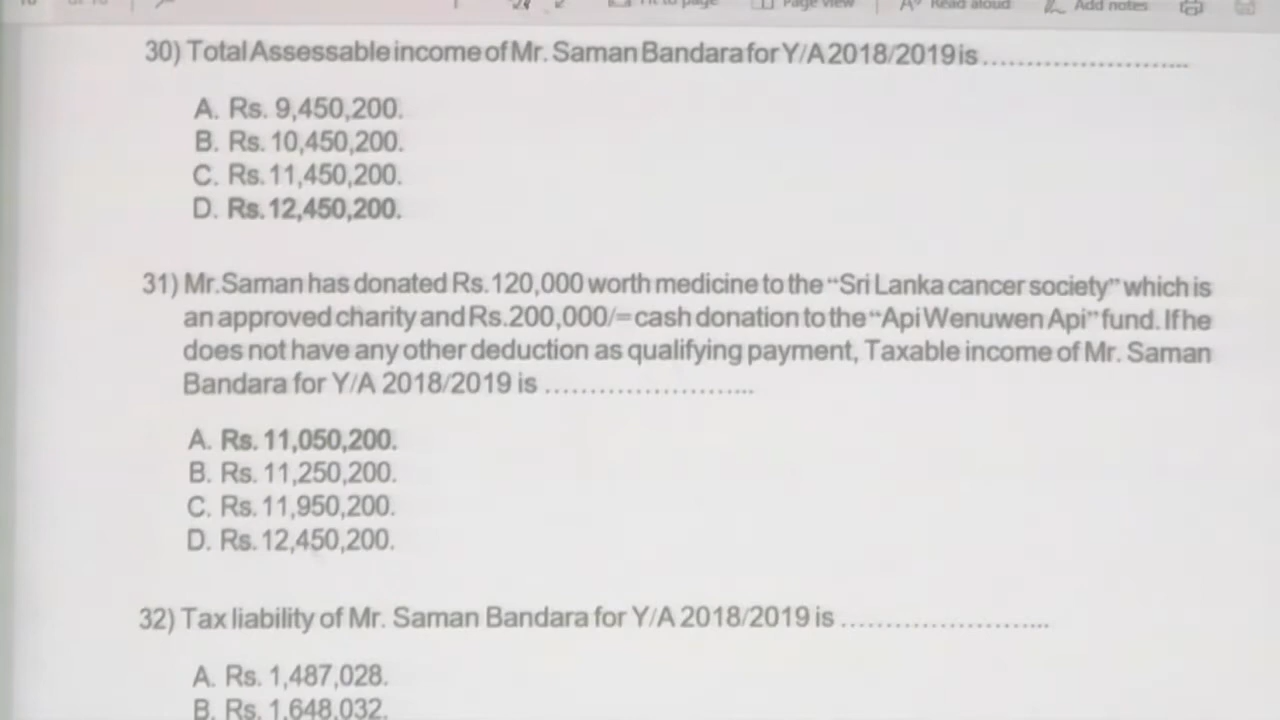 Page view
Read aloud
Add notes
30) Total Assessable income of Mr. Saman Bandara for Y/A 2018/2019 is ........................
A. Rs. 9,450,200.
B. Rs. 10,450,200.
C. Rs. 11,450,200.
D. Rs. 12,450,200.
31) Mr.Saman has donated Rs.120,000 worth medicine to the "Sri Lanka cancer society" which is
an approved charity and Rs.200,000/= cash donation to the "Api Wenuwen Api" fund. If he
does not have any other deduction as qualifying payment, Taxable income of Mr. Saman
Bandara for Y/A 2018/2019 is ........................
A. Rs. 11,050,200.
B. Rs. 11,250,200.
C. Rs. 11,950,200.
D. Rs. 12,450,200.
32) Tax liability of Mr. Saman Bandara for Y/A 2018/2019 is ........................
A. Rs. 1,487,028.
B. Rs. 1,648,032.